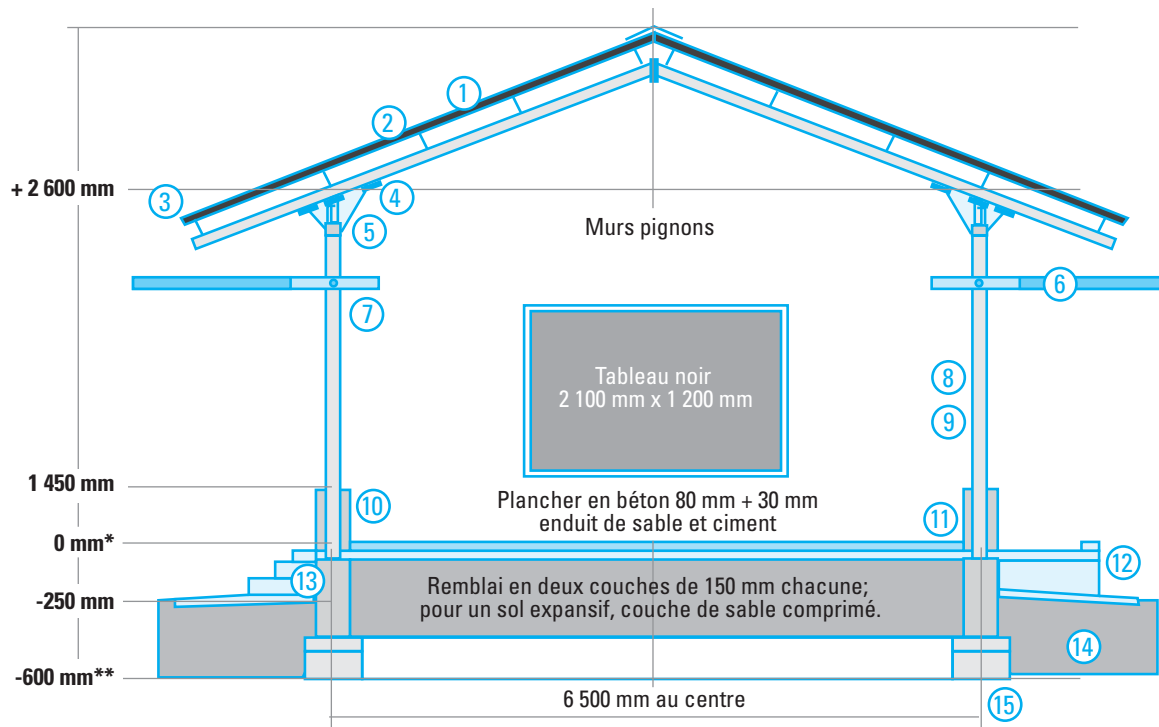 1
2
3
+ 2 600 mm
4
5
Murs pignons
6
7
Tableau noir
2 100 mm x 1 200 mm
8
9
1 450 mm
10
Plancher en béton 80 mm + 30 mm
enduit de sable et ciment
11
0 mm*
12
13
Remblai en deux couches de 150 mm chacune;
pour un sol expansif, couche de sable comprimé.
-250 mm
14
-600 mm**
6 500 mm au centre
15